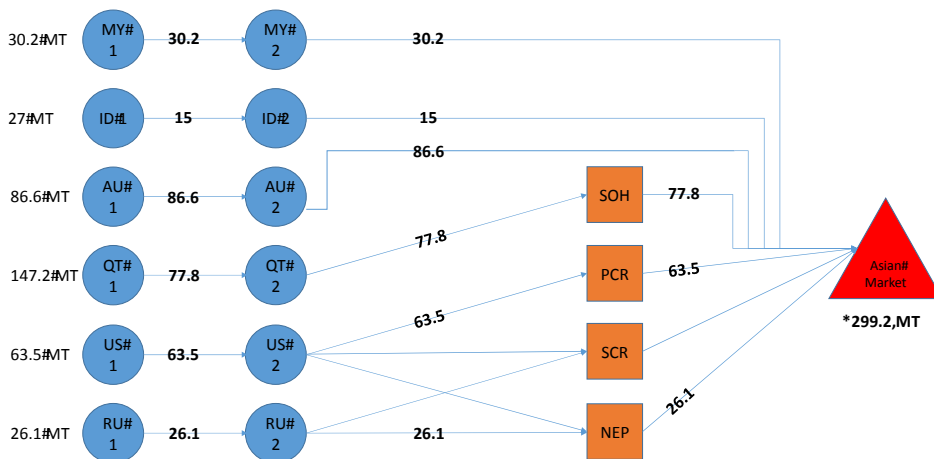 30.2#MT
MY#
1
30.2
MY#
2
30.2
27#MT
ID#1
15
ID#2
15
86.6
86.6#MT
AU#
1
86.6
AU#
2
SOH
77.8
77.8
147.2#MT
QT#
1
77.8
QT#
2
PCR
63.5
Asian#
Market
*299.2,MT
63.5
63.5#MT
US#
1
63.5
US#
2
SCR
26.1
26.1#MT
RU#
1
26.1
RU#
2
26.1
NEP